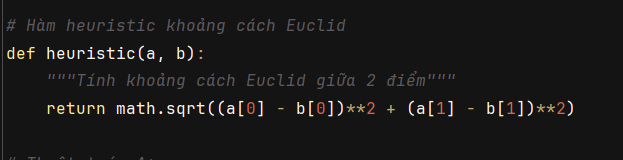 # Hàm heuristic khoảng cách Euclid
def heuristic(a, b):
    """Tính khoảng cách Euclid giữa 2 điểm"""
    return math.sqrt((a[0] - b[0])**2 + (a[1] - b[1])**2)